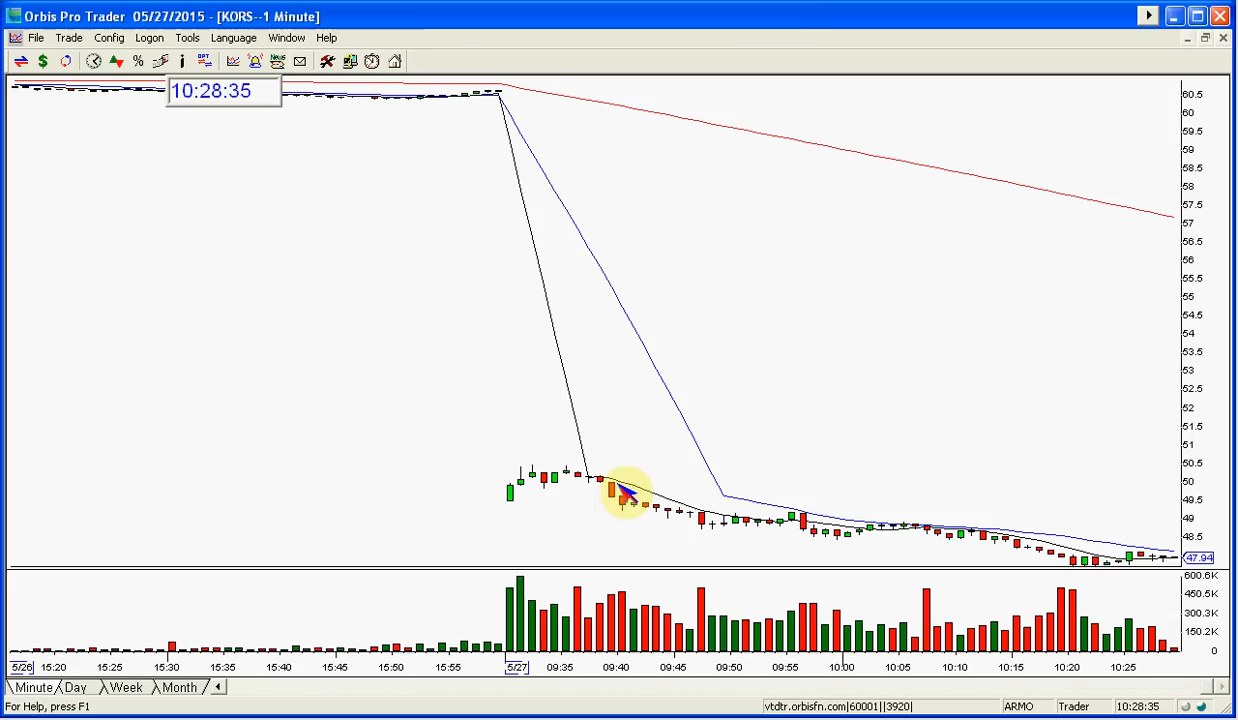 Orbis Pro Trader 05/27/2015 - [KORS--1 Minute]
File Trade Config Logon Tools Language Window Help
$ % i OPT NEWS
10:28:35
60.5
60
59.5
59
58.5
58
57.5
57
56.5
56
55.5
55
54.5
54
53.5
53
52.5
52
51.5
51
50.5
50
49.5
49
48.5
47.94
600.6K
450.5K
300.3K
150.2K
0
5/26 15:20 15:25 15:30 15:35 15:40 15:45 15:50 15:55 5/27 09:35 09:40 09:45 09:50 09:55 10:00 10:05 10:10 10:15 10:20 10:25
Minute Day Week Month
For Help, press F1 vtdtr.orbisfn.com|60001||3920| ARMO Trader 10:28:35